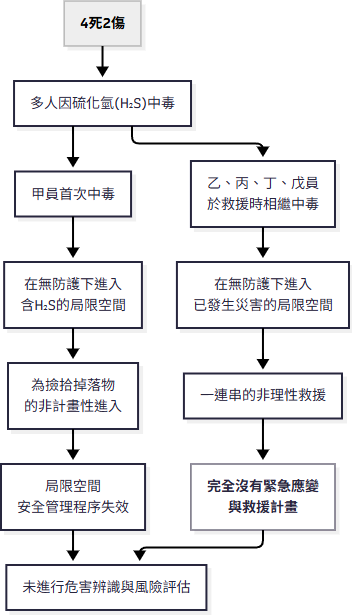 4死2傷
多人因硫化氫(H₂S)中毒
甲員首次中毒
乙、丙、丁、戊員
於救援時相繼中毒
在無防護下進入
含H₂S的局限空間
在無防護下進入
已發生災害的局限空間
為撿拾掉落物
的非計畫性進入
一連串的非理性救援
局限空間
安全管理程序失效
完全沒有緊急應變
與救援計畫
未進行危害辨識與風險評估